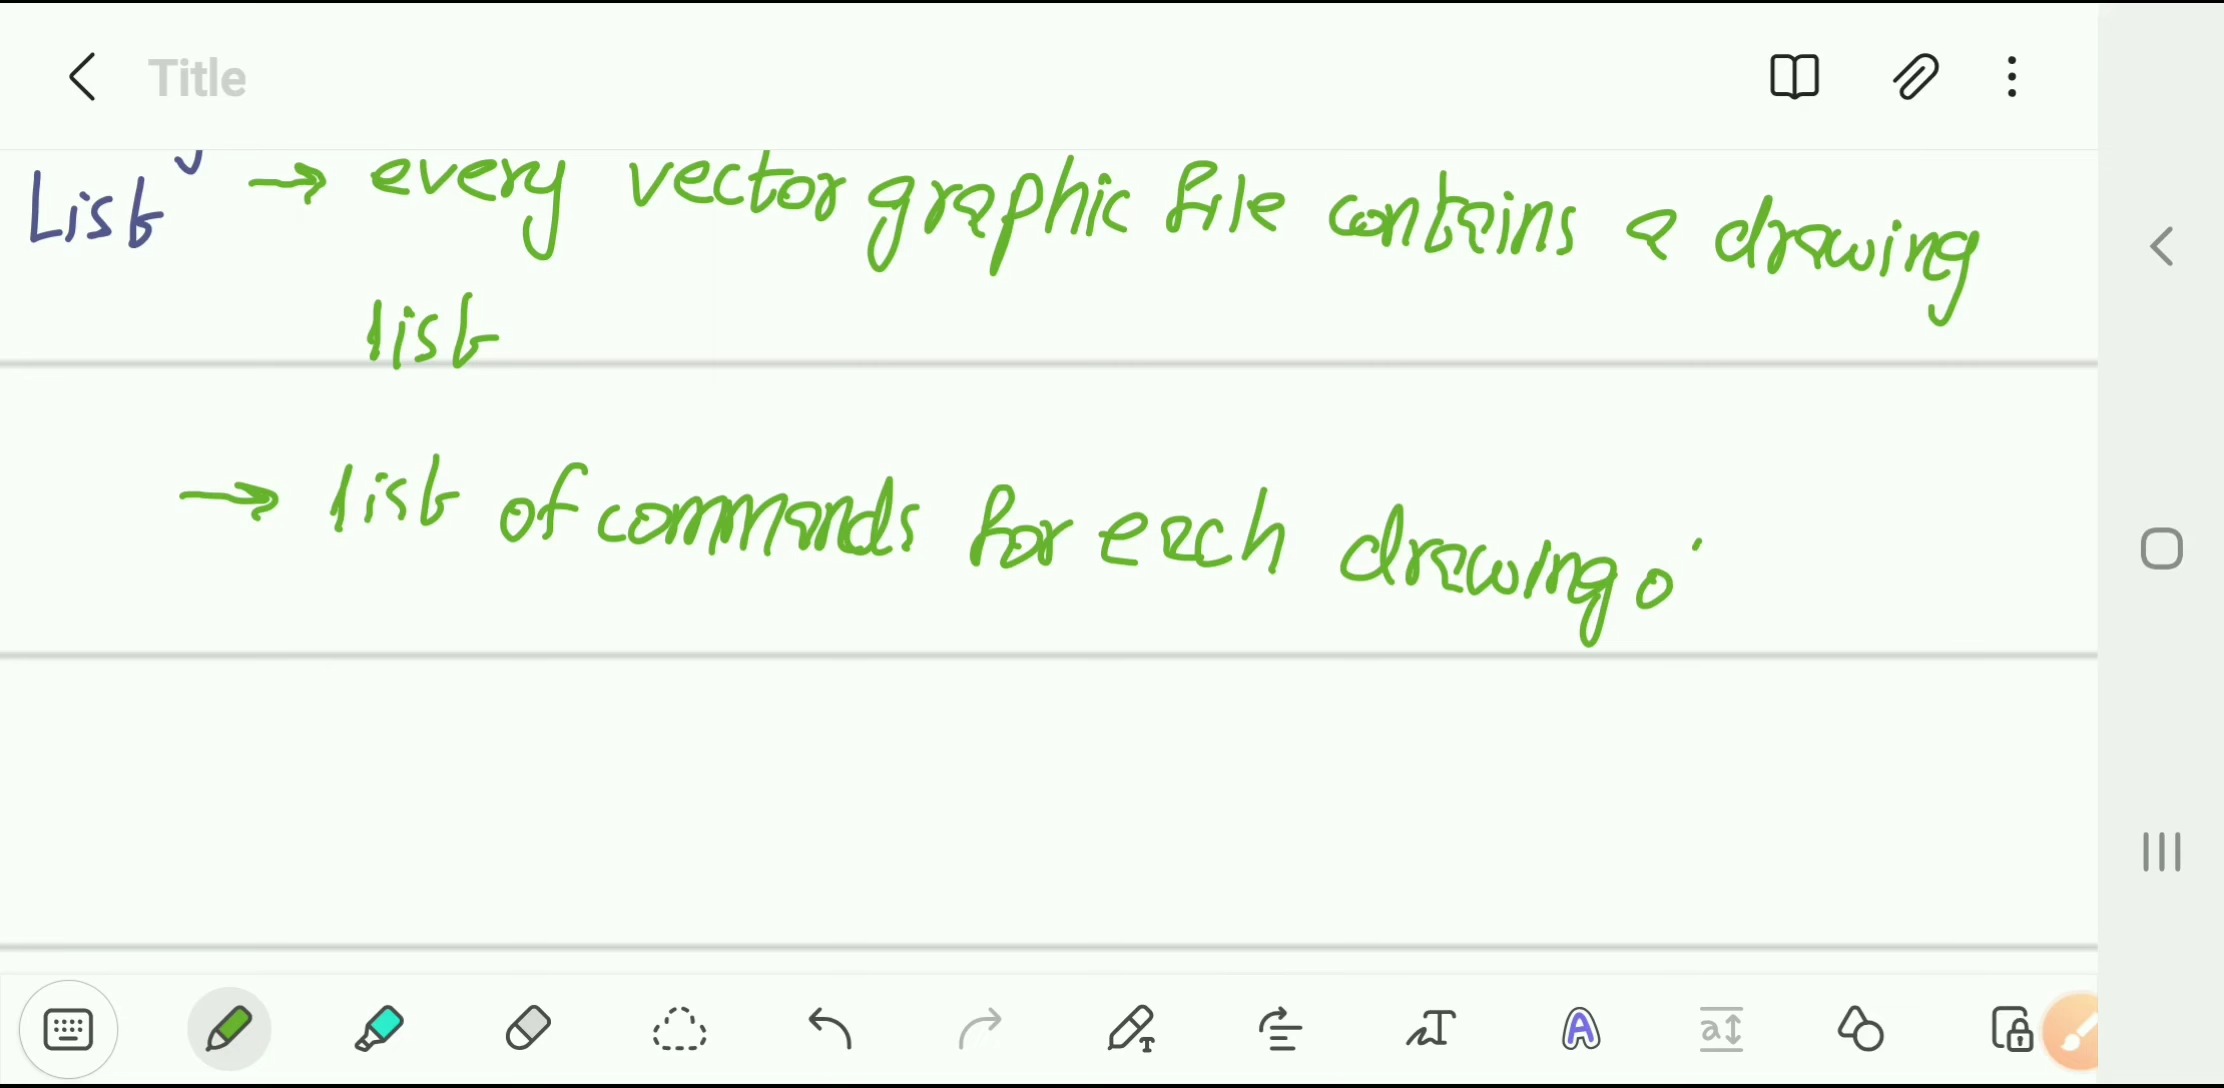 Title
List → every vector graphic file contains a drawing
list
→ list of commands for each drawing o